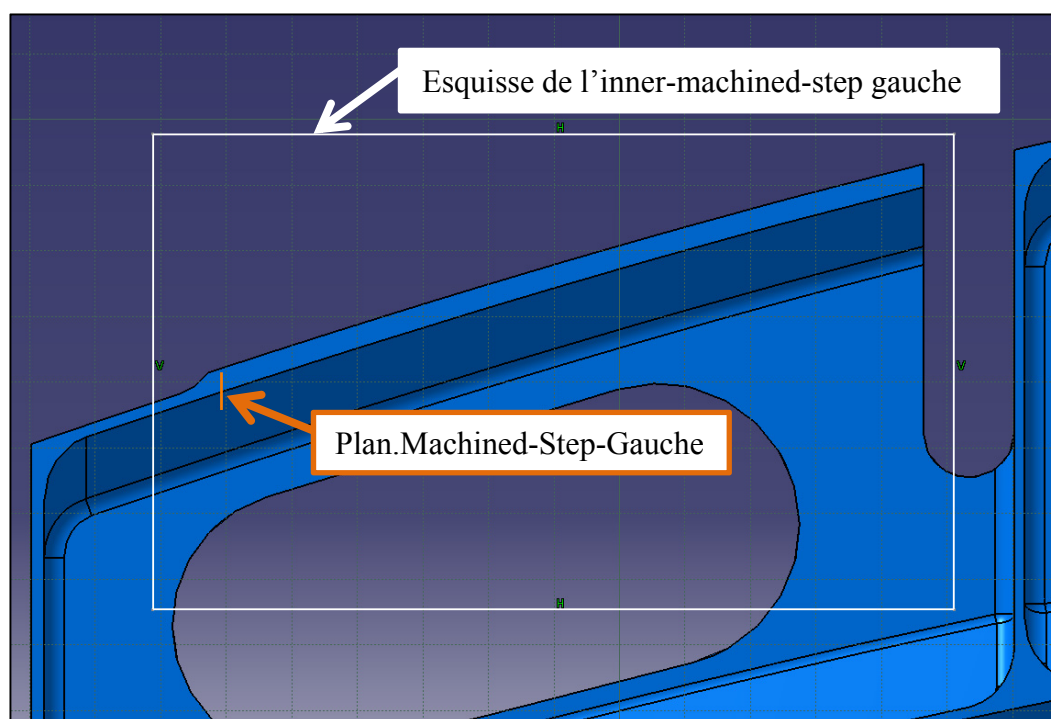 Esquisse de l’inner-machined-step gauche
H
V
V
Plan.Machined-Step-Gauche
H